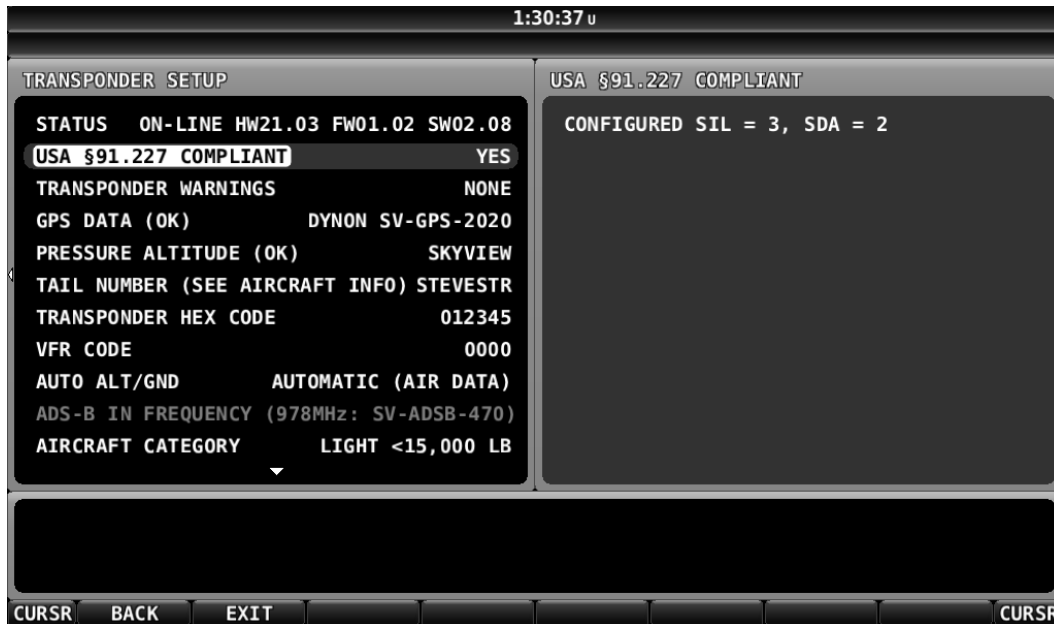 1:30:37 U
TRANSPONDER SETUP
STATUS ON-LINE HW21.03 FW01.02 SW02.08
USA §91.227 COMPLIANT YES
TRANSPONDER WARNINGS NONE
GPS DATA (OK) DYNON SV-GPS-2020
PRESSURE ALTITUDE (OK) SKYVIEW
TAIL NUMBER (SEE AIRCRAFT INFO) STEVESTR
TRANSPONDER HEX CODE 012345
VFR CODE 0000
AUTO ALT/GND AUTOMATIC (AIR DATA)
ADS-B IN FREQUENCY (978MHz: SV-ADSB-470)
AIRCRAFT CATEGORY LIGHT <15,000 LB
USA §91.227 COMPLIANT
CONFIGURED SIL = 3, SDA = 2
CURSR BACK EXIT CURSR